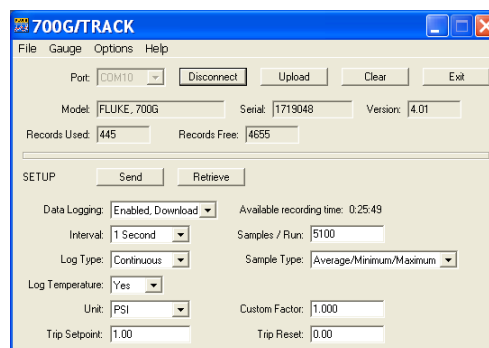 700G/TRACK
File Gauge Options Help
Port: COM10 Disconnect Upload Clear Exit
Model: FLUKE, 700G Serial: 1719048 Version: 4.01
Records Used: 445 Records Free: 4655
SETUP Send Retrieve
Data Logging: Enabled, Download Available recording time: 0:25:49
Interval: 1 Second Samples / Run: 5100
Log Type: Continuous Sample Type: Average/Minimum/Maximum
Log Temperature: Yes
Unit: PSI Custom Factor: 1.000
Trip Setpoint: 1.00 Trip Reset: 0.00